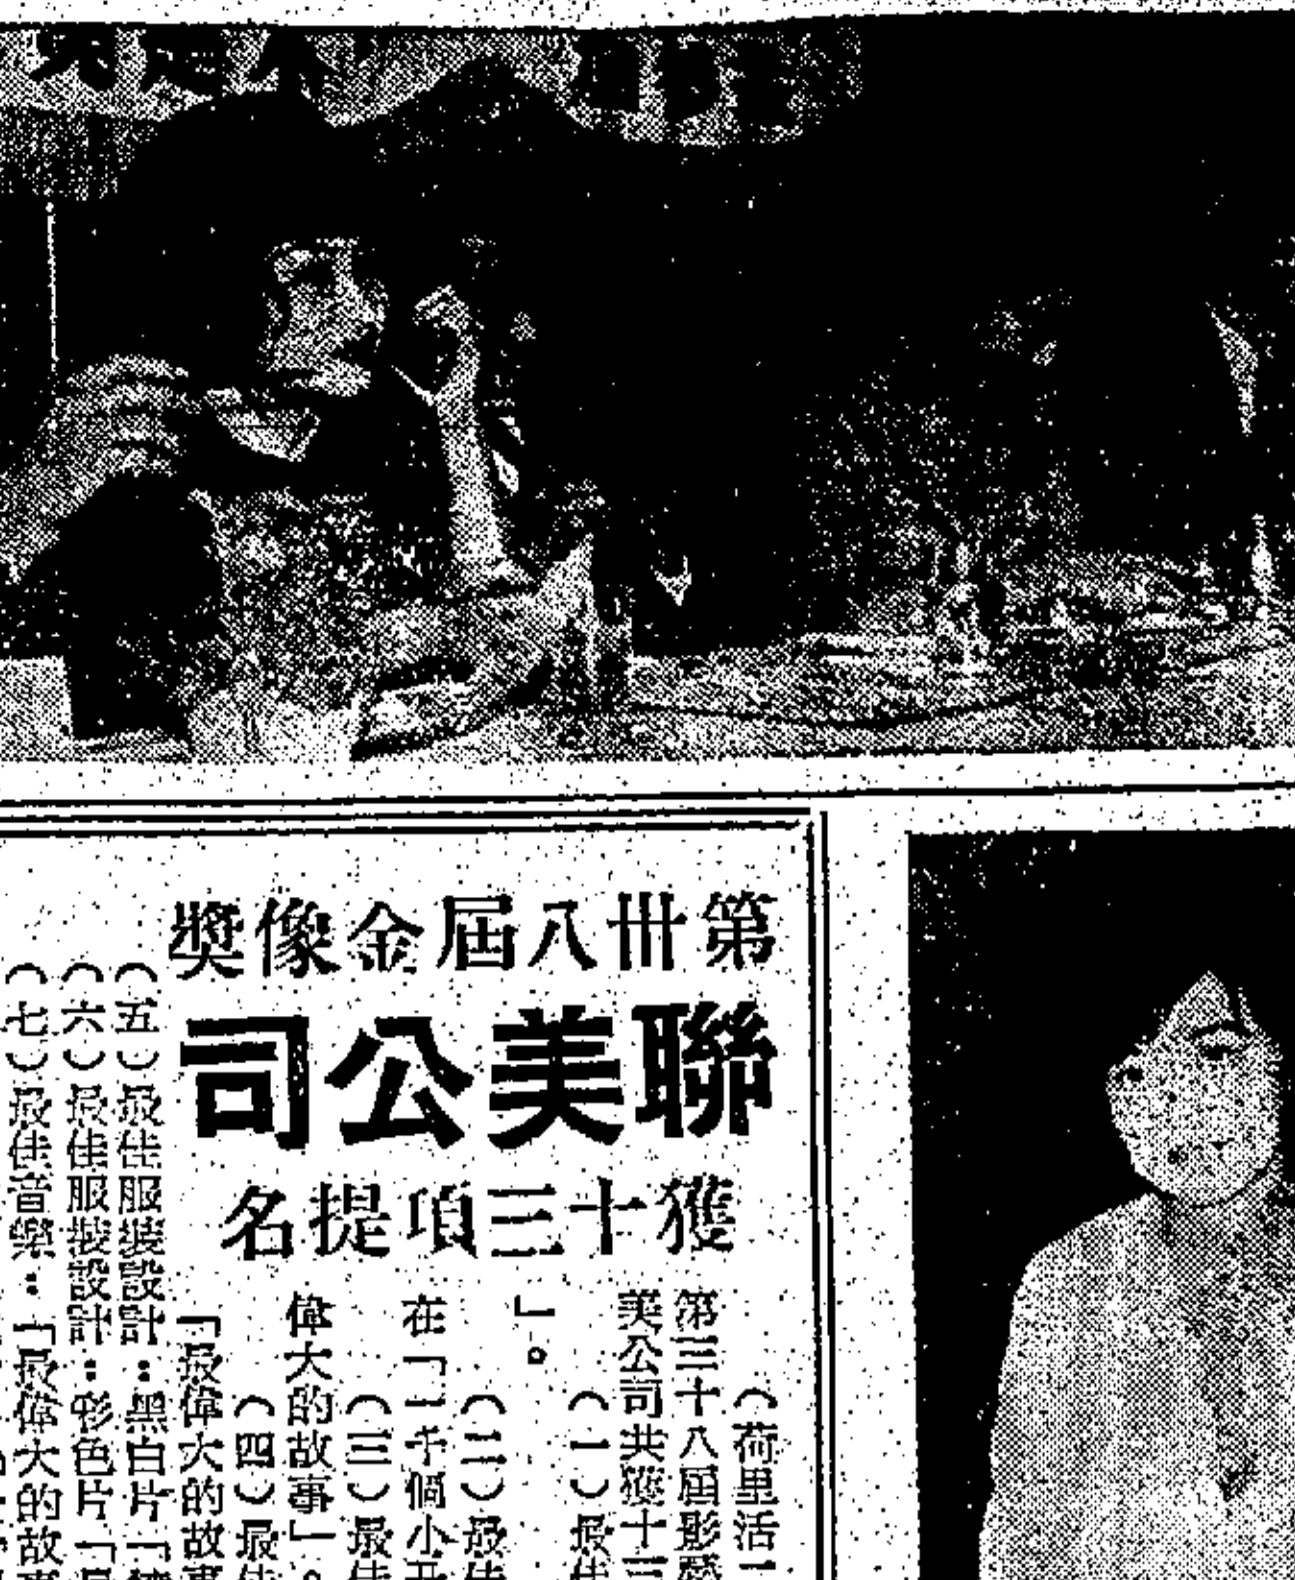 第卅八屆金像獎
聯美公司
獲十三項提名
（荷里活
第三十八屆影
美公司共獲十三
（一）最佳
」。
（二）最佳
在「一千個小丑
（三）最佳
偉大的故事」。
（四）最佳
「最偉大的故事
（五）最佳服裝設計：黑白片「
（六）最佳服裝設計：彩色片「最
（七）最佳音樂：「最偉大的故事